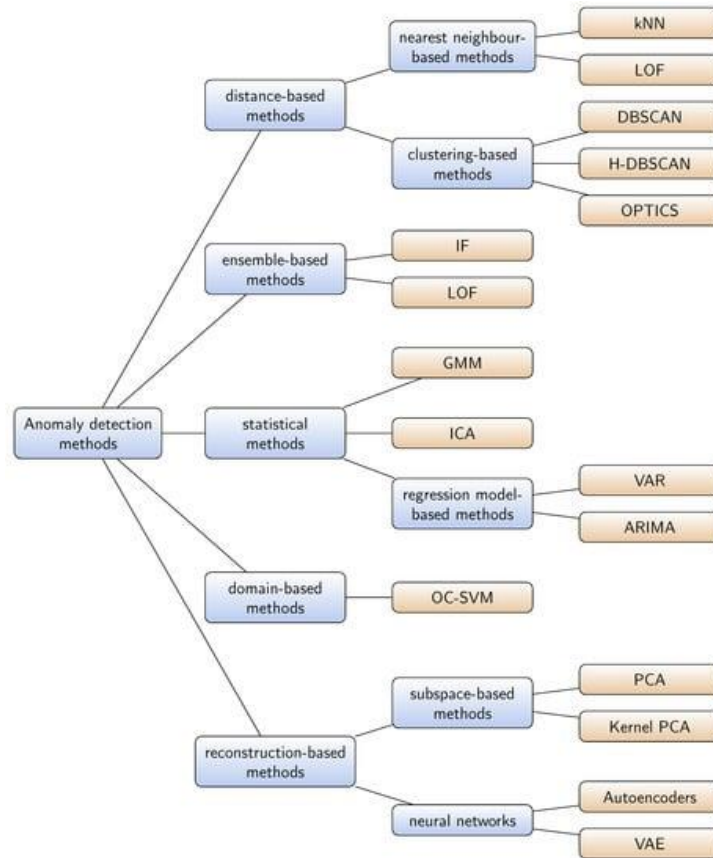 nearest neighbour-
based methods
kNN
LOF
distance-based
methods
clustering-based
methods
DBSCAN
H-DBSCAN
OPTICS
ensemble-based
methods
IF
LOF
Anomaly detection
methods
statistical
methods
GMM
ICA
regression model-
based methods
VAR
ARIMA
domain-based
methods
OC-SVM
reconstruction-based
methods
subspace-based
methods
PCA
Kernel PCA
neural networks
Autoencoders
VAE